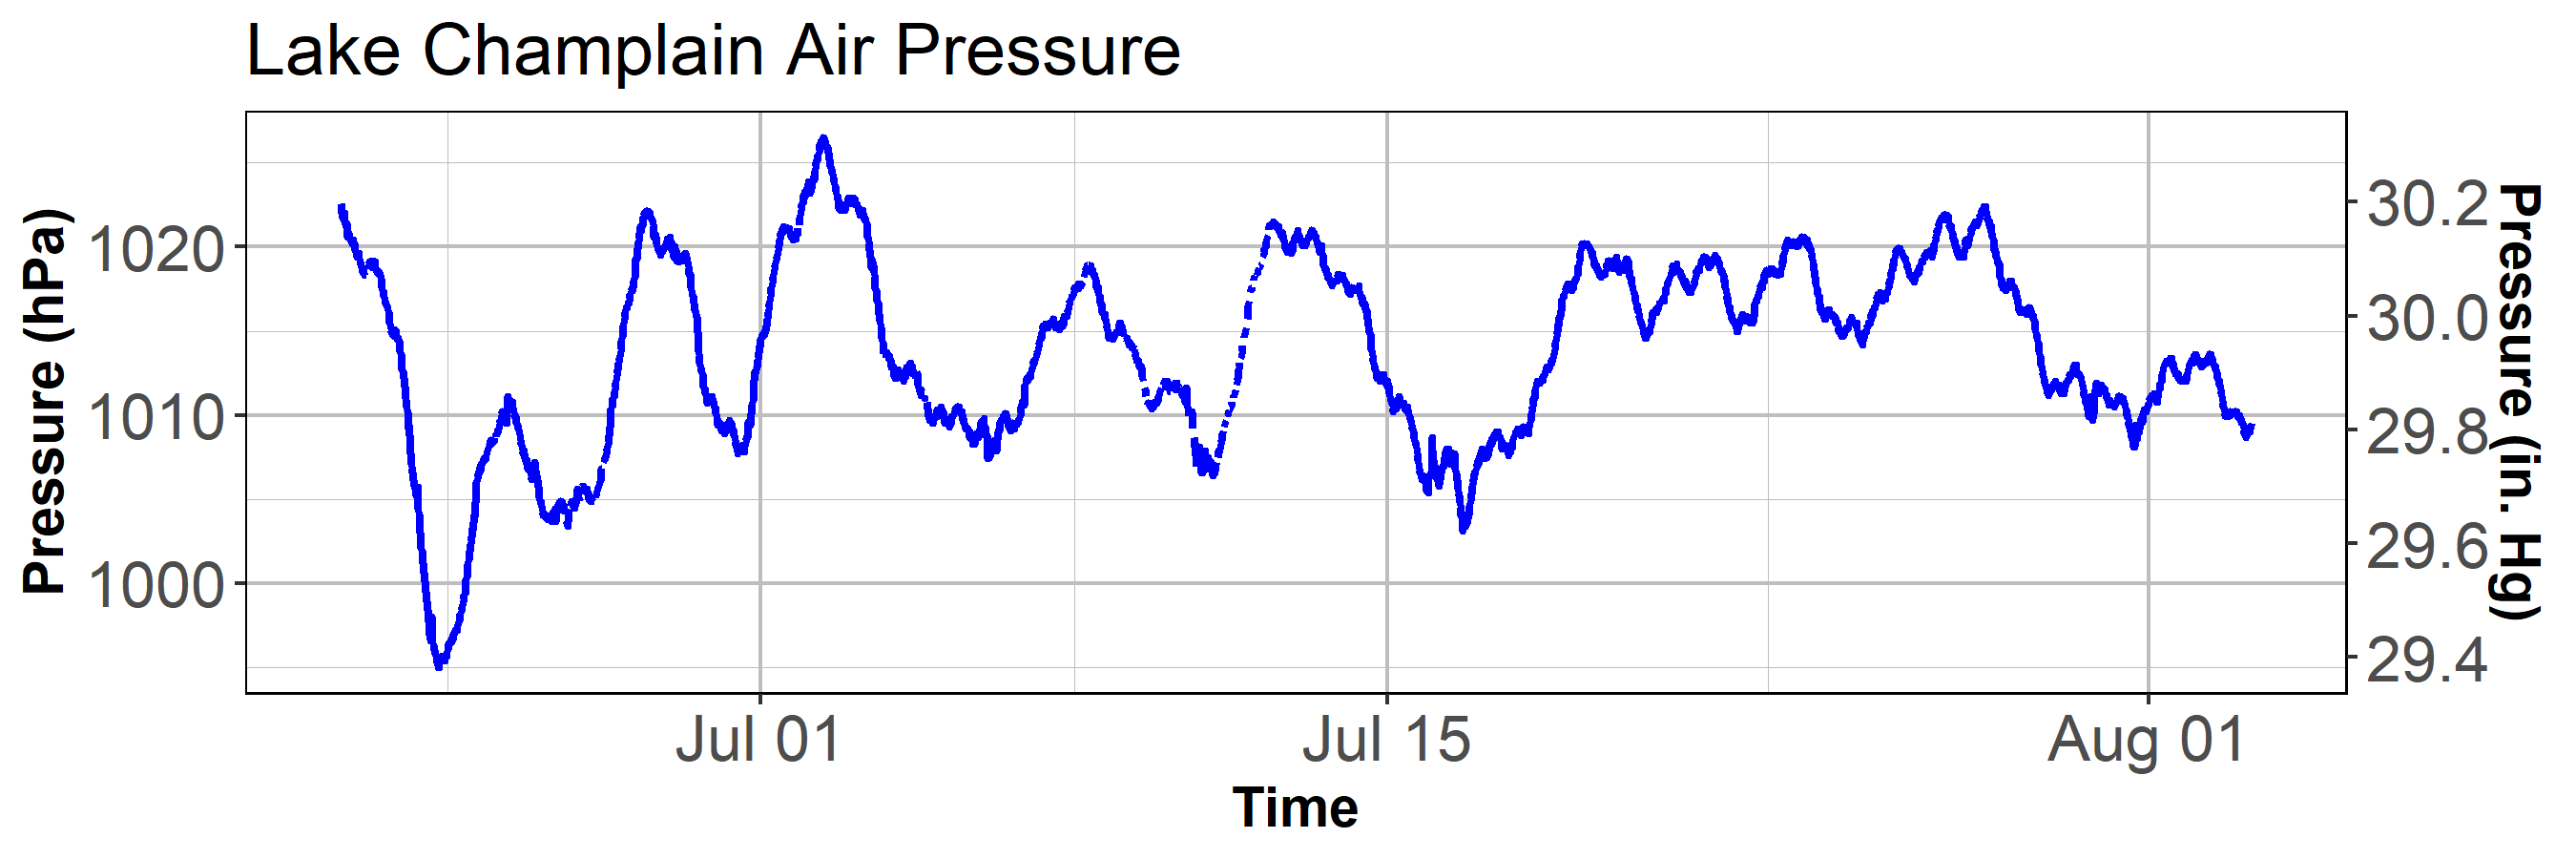 Lake Champlain Air Pressure
Pressure (hPa)
1020
1010
1000
30.2
30.0
29.8
29.6
29.4
Pressure (in. Hg)
Jul 01
Jul 15
Aug 01
Time